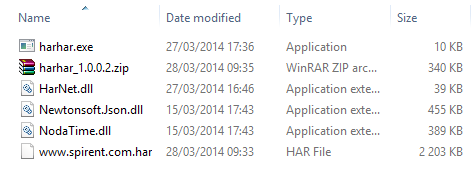 Name Date modified Type Size
harhar.exe 27/03/2014 17:36 Application 10 KB
harhar_1.0.0.2.zip 28/03/2014 09:35 WinRAR ZIP arc... 340 KB
HarNet.dll 27/03/2014 16:46 Application exte... 39 KB
Newtonsoft.Json.dll 15/03/2014 17:43 Application exte... 455 KB
NodaTime.dll 15/03/2014 17:43 Application exte... 389 KB
www.spirent.com.har 28/03/2014 09:33 HAR File 2 203 KB